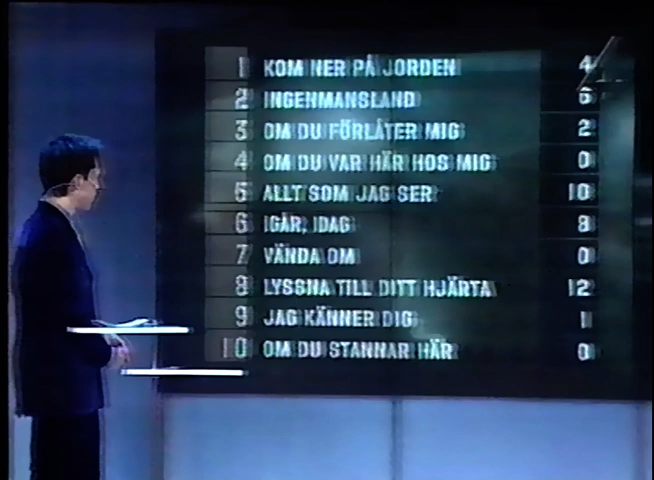 1 KOM NER PÅ JORDEN 4
2 INGENMANSLAND 6
3 OM DU FÖRLÅTER MIG 2
4 OM DU VAR HÄR HOS MIG 0
5 ALLT SOM JAG SER 10
6 IGÅR, IDAG 8
7 VÄNDA OM 0
8 LYSSNA TILL DITT HJÄRTA 12
9 JAG KÄNNER DIG 1
10 OM DU STANNAR HÄR 0